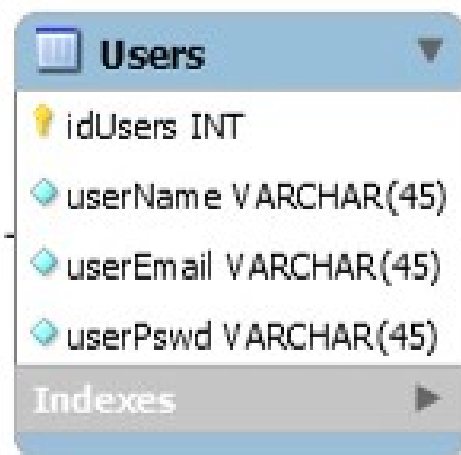 Users
idUsers INT
userName VARCHAR(45)
userEmail VARCHAR(45)
userPswd VARCHAR(45)
Indexes